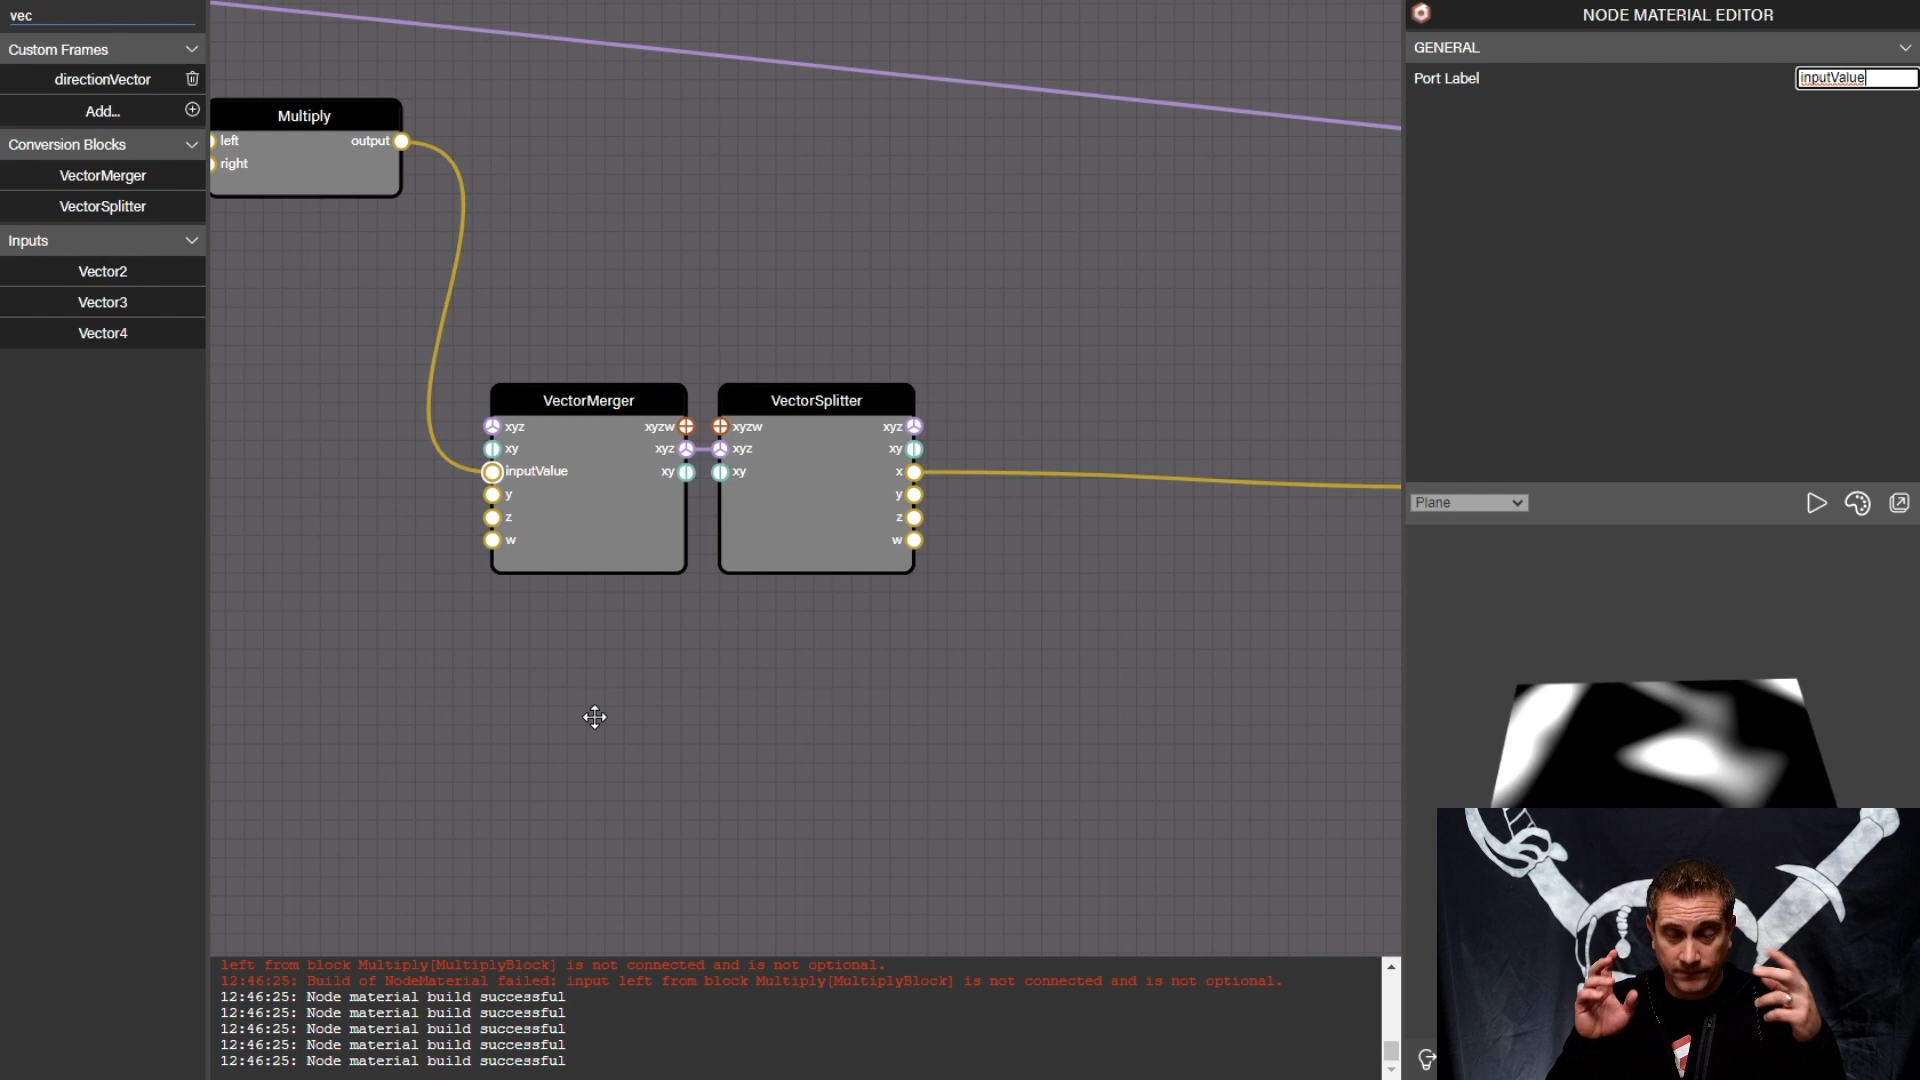 vec
Custom Frames
directionVector
Add...
Conversion Blocks
VectorMerger
VectorSplitter
Inputs
Vector2
Vector3
Vector4
Multiply
left output
right
VectorMerger
xyz xyzw
xy xyz
inputValue xy
y
z
w
VectorSplitter
xyzw xyz
xyz xy
xy x
y
z
w
left from block Multiply[MultiplyBlock] is not connected and is not optional.
12:46:25: Build of NodeMaterial failed: input left from block Multiply[MultiplyBlock] is not connected and is not optional.
12:46:25: Node material build successful
12:46:25: Node material build successful
12:46:25: Node material build successful
12:46:25: Node material build successful
12:46:25: Node material build successful
NODE MATERIAL EDITOR
GENERAL
Port Label inputValue
Plane